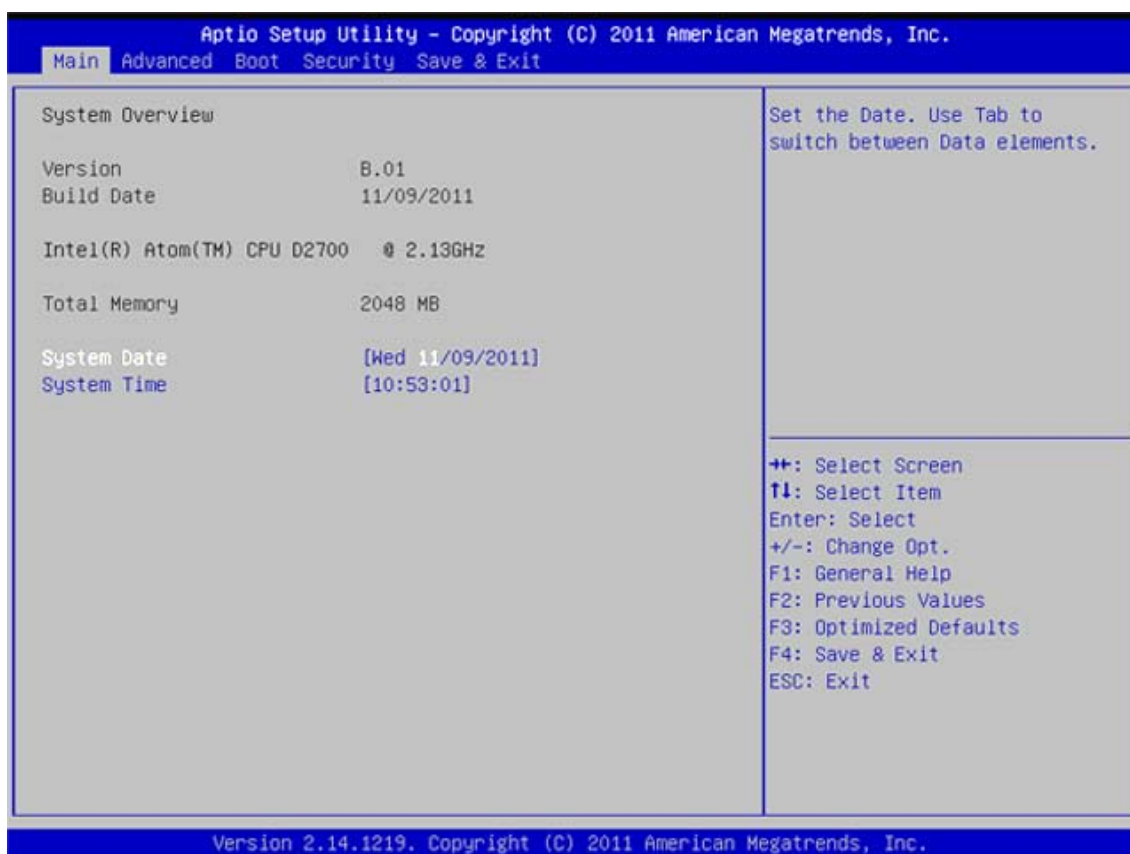 Aptio Setup Utility - Copyright (C) 2011 American Megatrends, Inc.
Main Advanced Boot Security Save & Exit
System Overview
Version B.01
Build Date 11/09/2011
Intel(R) Atom(TM) CPU D2700 @ 2.13GHz
Total Memory 2048 MB
System Date [Wed 11/09/2011]
System Time [10:53:01]
Set the Date. Use Tab to
switch between Data elements.
→←: Select Screen
↑↓: Select Item
Enter: Select
+/-: Change Opt.
F1: General Help
F2: Previous Values
F3: Optimized Defaults
F4: Save & Exit
ESC: Exit
Version 2.14.1219. Copyright (C) 2011 American Megatrends, Inc.